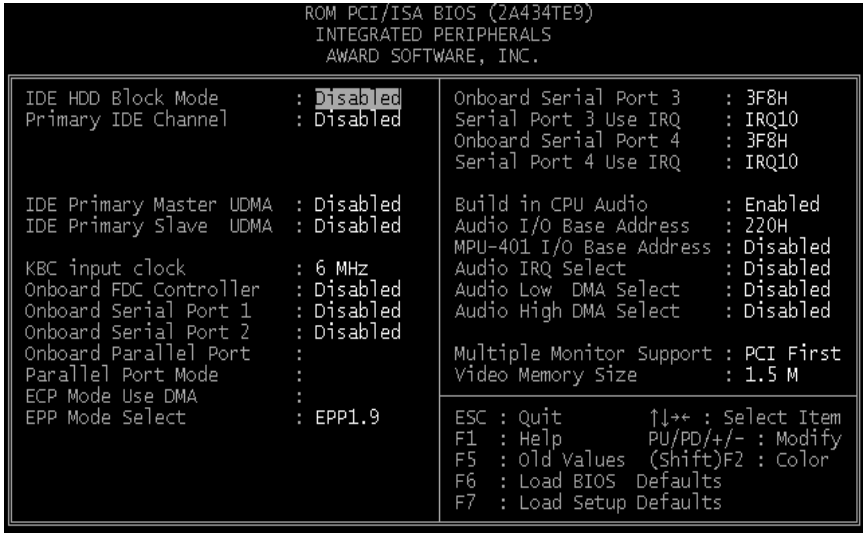 ROM PCI/ISA BIOS (2A434TE9)
INTEGRATED PERIPHERALS
AWARD SOFTWARE, INC.
IDE HDD Block Mode : Disabled
Primary IDE Channel : Disabled
IDE Primary Master UDMA : Disabled
IDE Primary Slave UDMA : Disabled
KBC input clock : 6 MHz
Onboard FDC Controller : Disabled
Onboard Serial Port 1 : Disabled
Onboard Serial Port 2 : Disabled
Onboard Parallel Port :
Parallel Port Mode :
ECP Mode Use DMA :
EPP Mode Select : EPP1.9
Onboard Serial Port 3 : 3F8H
Serial Port 3 Use IRQ : IRQ10
Onboard Serial Port 4 : 3F8H
Serial Port 4 Use IRQ : IRQ10
Build in CPU Audio : Enabled
Audio I/O Base Address : 220H
MPU-401 I/O Base Address : Disabled
Audio IRQ Select : Disabled
Audio Low DMA Select : Disabled
Audio High DMA Select : Disabled
Multiple Monitor Support : PCI First
Video Memory Size : 1.5 M
ESC : Quit ↑↓→← : Select Item
F1 : Help PU/PD/+/- : Modify
F5 : Old Values (Shift)F2 : Color
F6 : Load BIOS Defaults
F7 : Load Setup Defaults